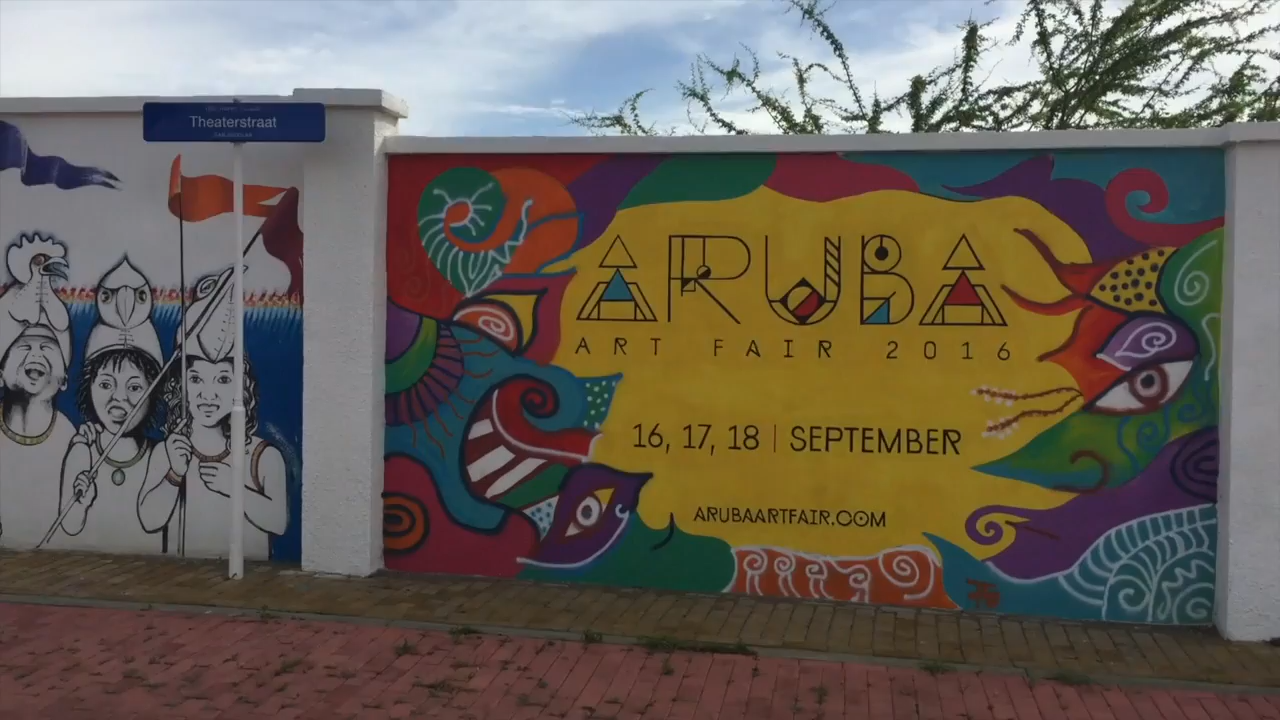 Theaterstraat
ARUBA
ART FAIR 2016
16, 17, 18 | SEPTEMBER
ARUBAARTFAIR.COM